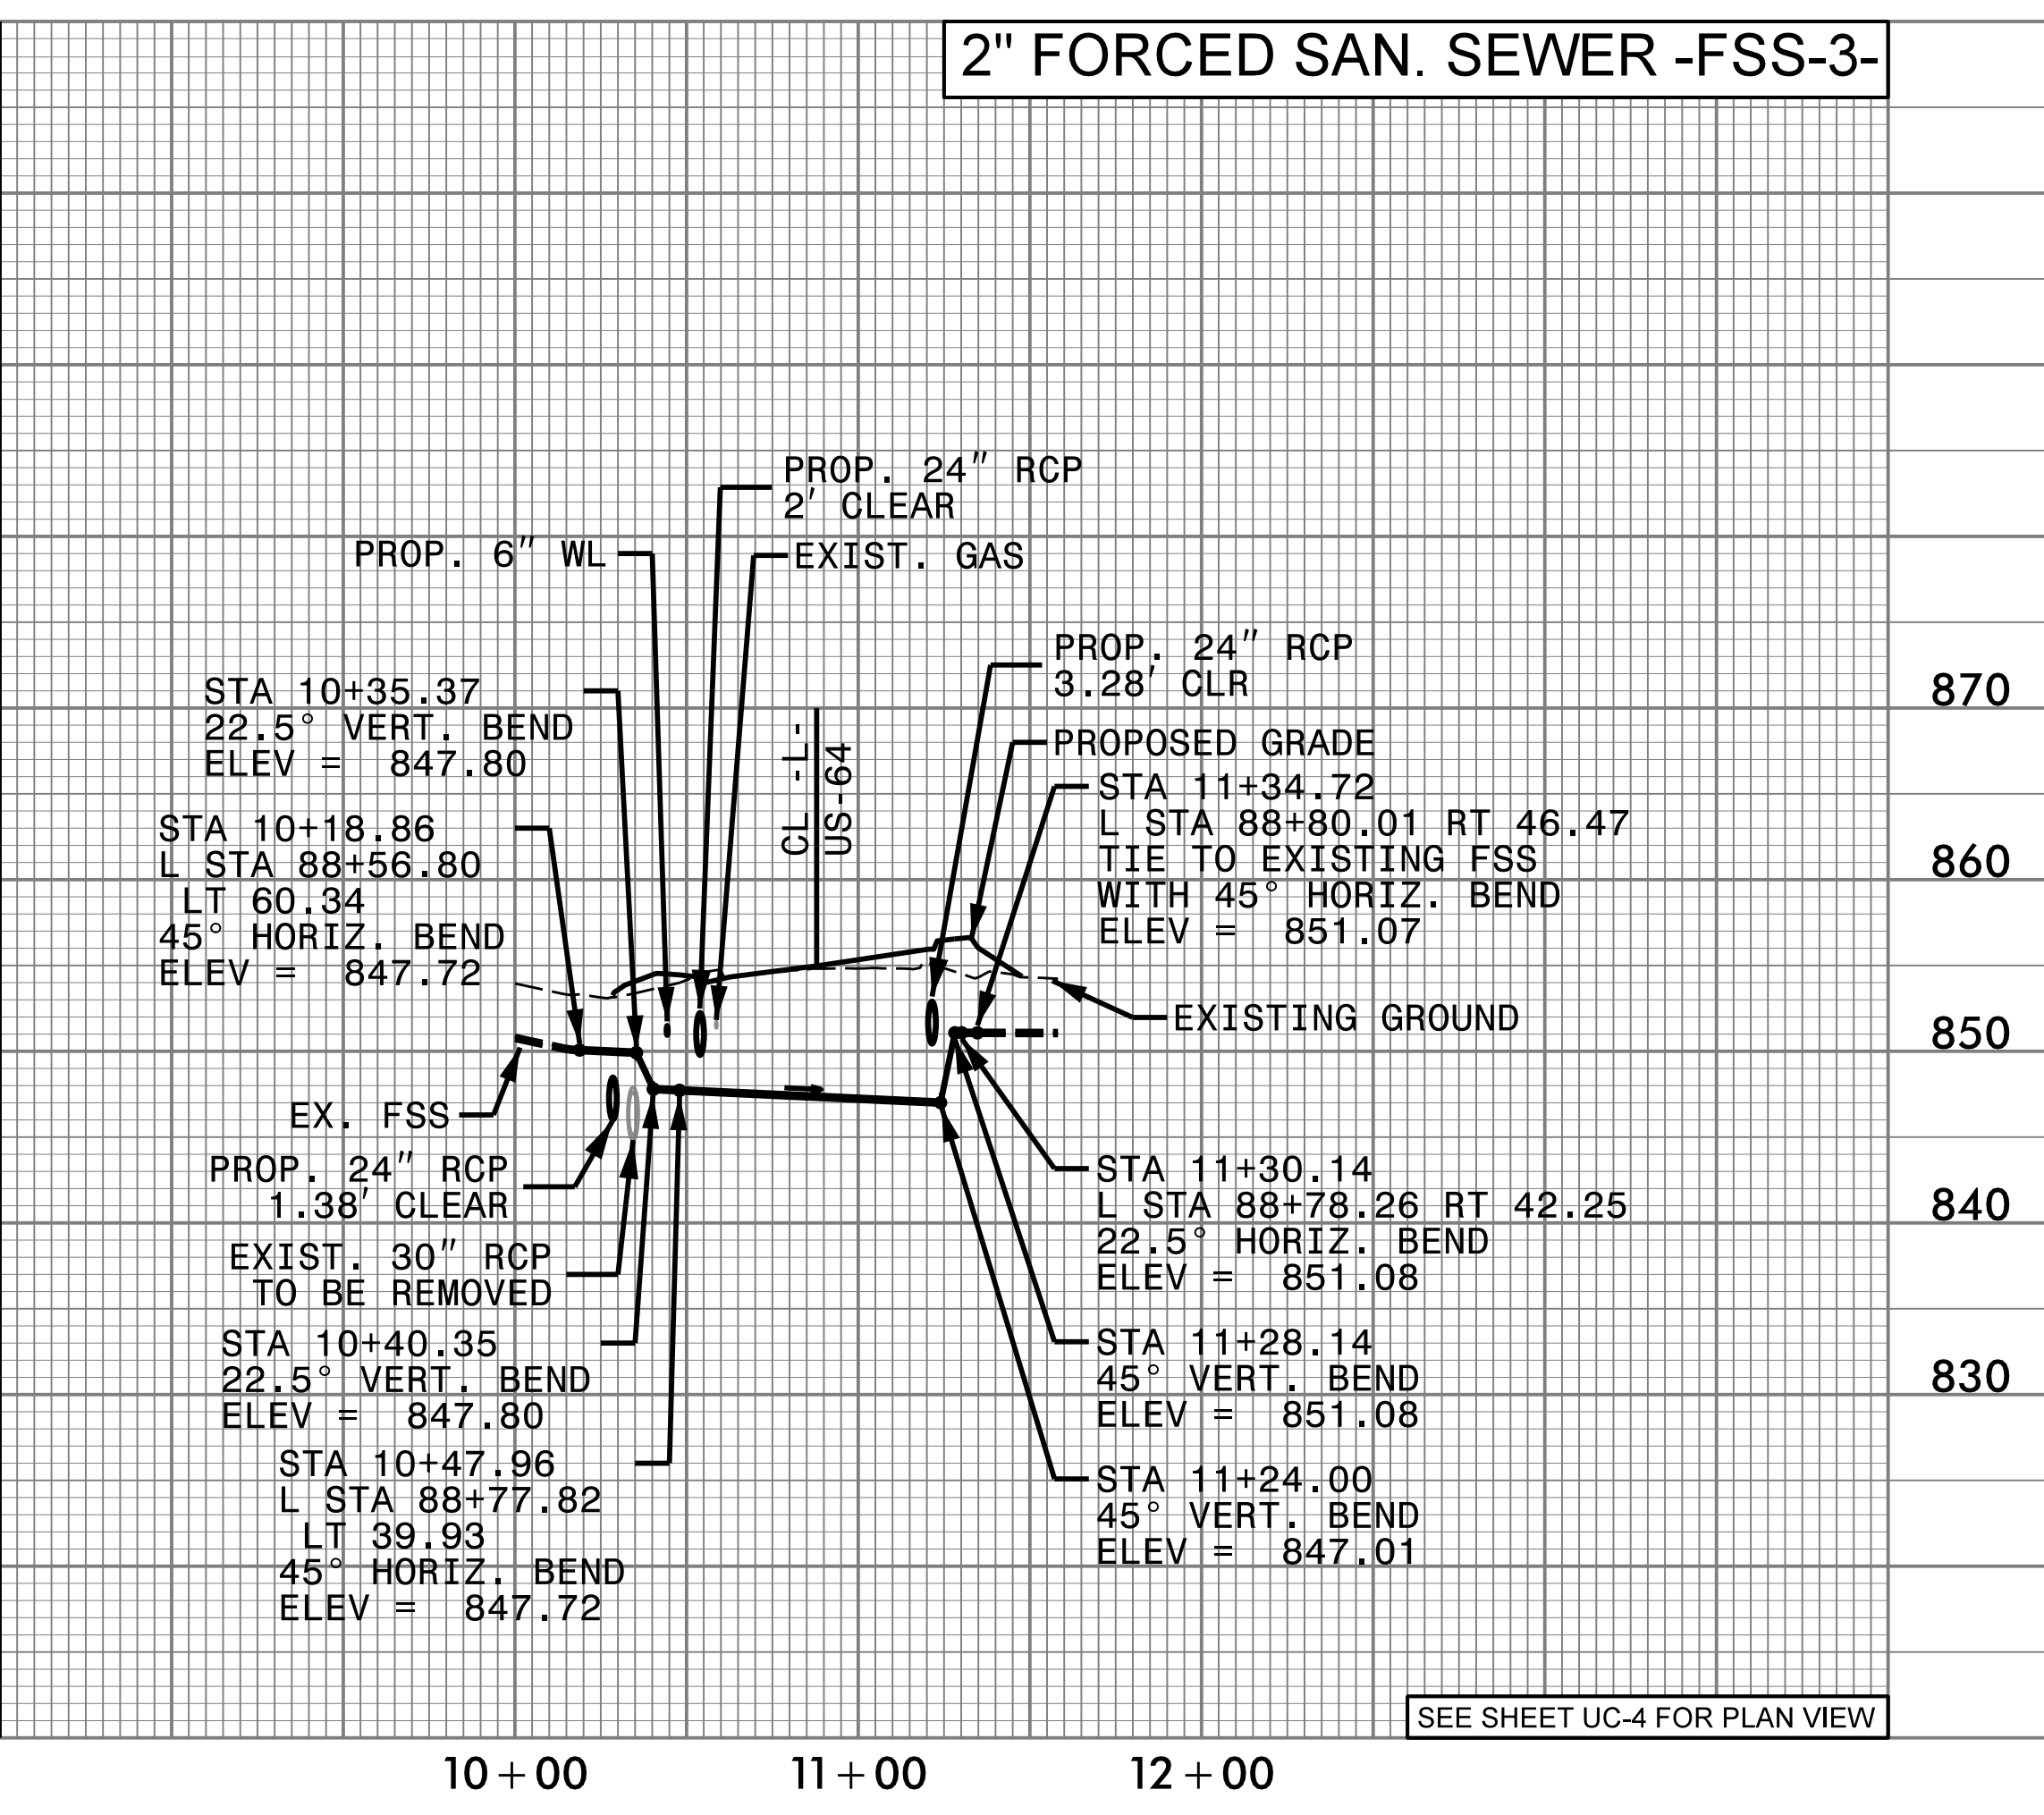 2" FORCED SAN. SEWER -FSS-3-
PROP. 24" RCP
2' CLEAR
PROP. 6" WL
EXIST. GAS
PROP. 24" RCP
3.28' CLR
STA 10+35.37
22.5° VERT. BEND
ELEV = 847.80
CL -L-
US-64
PROPOSED GRADE
STA 11+34.72
L STA 88+80.01 RT 46.47
TIE TO EXISTING FSS
WITH 45° HORIZ. BEND
ELEV = 851.07
STA 10+18.86
L STA 88+56.80
LT 60.34
45° HORIZ. BEND
ELEV = 847.72
EXISTING GROUND
EX. FSS
PROP. 24" RCP
1.38' CLEAR
EXIST. 30" RCP
TO BE REMOVED
STA 10+40.35
22.5° VERT. BEND
ELEV = 847.80
STA 10+47.96
L STA 88+77.82
LT 39.93
45° HORIZ. BEND
ELEV = 847.72
STA 11+30.14
L STA 88+78.26 RT 42.25
22.5° HORIZ. BEND
ELEV = 851.08
STA 11+28.14
45° VERT. BEND
ELEV = 851.08
STA 11+24.00
45° VERT. BEND
ELEV = 847.01
870
860
850
840
830
SEE SHEET UC-4 FOR PLAN VIEW
10+00
11+00
12+00